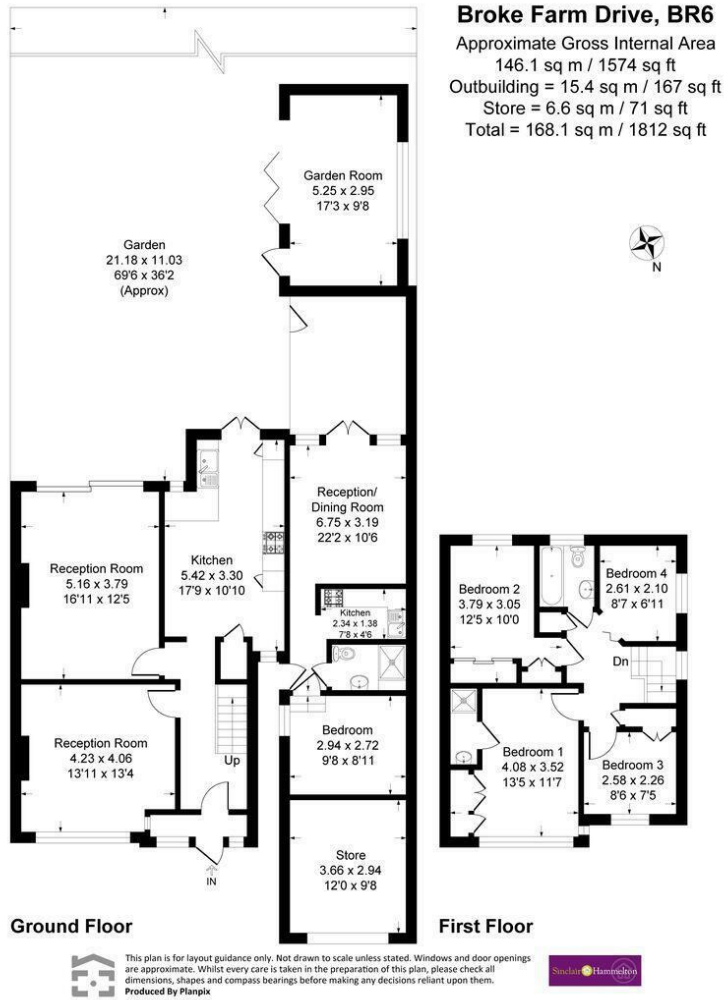 Broke Farm Drive, BR6
Approximate Gross Internal Area
146.1 sq m / 1574 sq ft
Outbuilding = 15.4 sq m / 167 sq ft
Store = 6.6 sq m / 71 sq ft
Total = 168.1 sq m / 1812 sq ft
N
Garden Room
5.25 x 2.95
17'3 x 9'8
Garden
21.18 x 11.03
69'6 x 36'2
(Approx)
Reception/
Dining Room
6.75 x 3.19
22'2 x 10'6
Kitchen
5.42 x 3.30
17'9 x 10'10
Reception Room
5.16 x 3.79
16'11 x 12'5
Kitchen
2.34 x 1.38
7'8 x 4'6
Reception Room
4.23 x 4.06
13'11 x 13'4
Up
Bedroom
2.94 x 2.72
9'8 x 8'11
Store
3.66 x 2.94
12'0 x 9'8
IN
Ground Floor
Bedroom 2
3.79 x 3.05
12'5 x 10'0
Bedroom 4
2.61 x 2.10
8'7 x 6'11
Dn
Bedroom 1
4.08 x 3.52
13'5 x 11'7
Bedroom 3
2.58 x 2.26
8'6 x 7'5
First Floor
This plan is for layout guidance only. Not drawn to scale unless stated. Windows and door openings
are approximate. Whilst every care is taken in the preparation of this plan, please check all
dimensions, shapes and compass bearings before making any decisions reliant upon them.
Produced By Planpix
Sinclair Hammelton